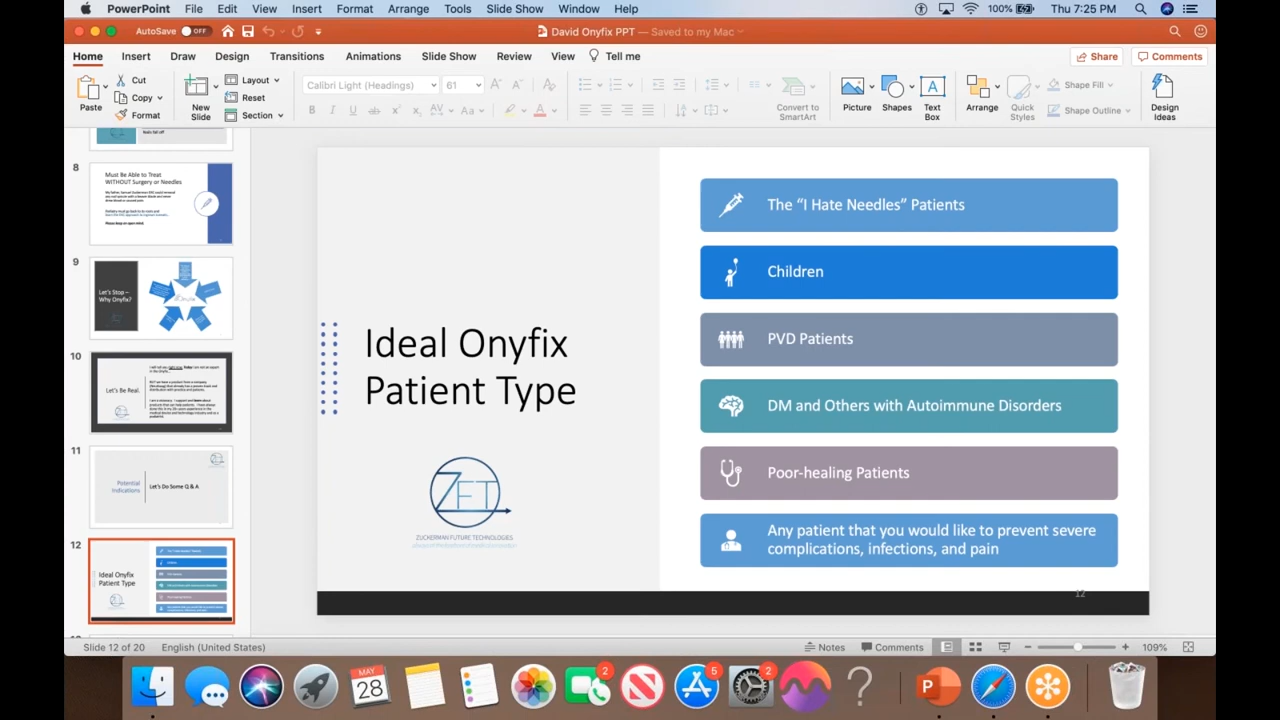 PowerPoint File Edit View Insert Format Arrange Tools Slide Show Window Help 100% Thu 7:25 PM
AutoSave OFF David Onyfix PPT — Saved to my Mac
Home Insert Draw Design Transitions Animations Slide Show Review View Tell me Share Comments
Paste Cut Copy Format
New Slide Layout Reset Section
Calibri Light (Headings) 61
Convert to SmartArt
Picture Shapes Text Box
Arrange Quick Styles Shape Fill Shape Outline
Design Ideas
8
Must Be Able to Treat
WITHOUT Surgery or Needles
9
Let's Stop –
Why Onyfix?
10
Let's Be Real.
11
Potential
Indications
Let's Do Some Q & A
12
Ideal Onyfix
Patient Type
Ideal Onyfix
Patient Type
ZFT
ZUCKERMAN FUTURE TECHNOLOGIES
The “I Hate Needles” Patients
Children
PVD Patients
DM and Others with Autoimmune Disorders
Poor-healing Patients
Any patient that you would like to prevent severe
complications, infections, and pain
12
Slide 12 of 20 English (United States) Notes Comments 109%
MAY
28
2
5
2